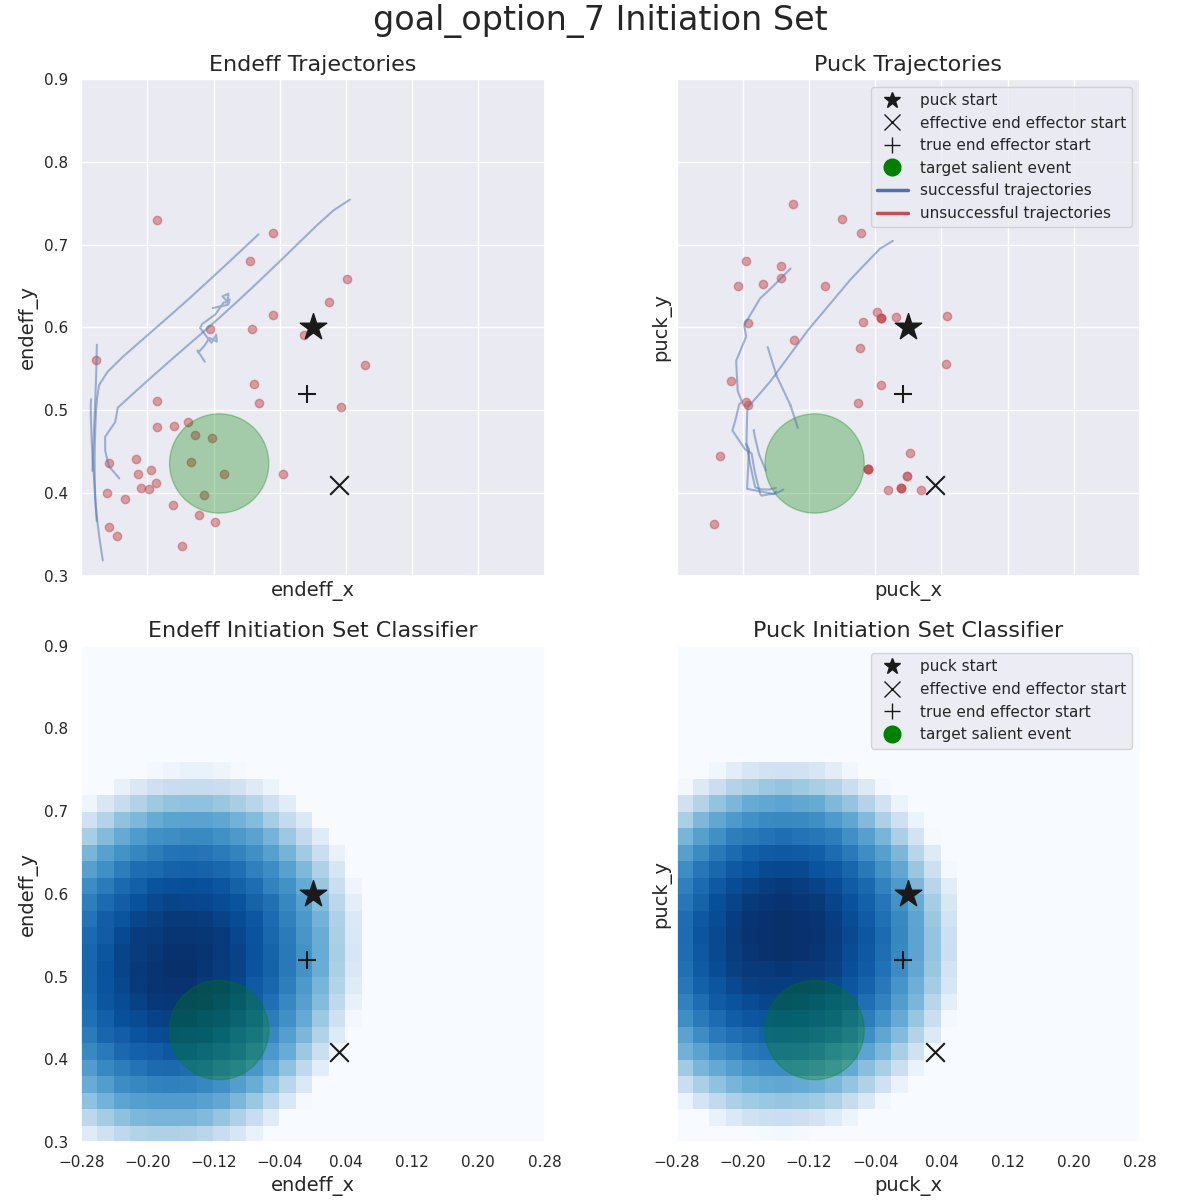 goal_option_7 Initiation Set
Endeff Trajectories
0.9
0.8
0.7
0.6
0.5
0.4
0.3
endeff_y
endeff_x
Puck Trajectories
puck start
effective end effector start
true end effector start
target salient event
successful trajectories
unsuccessful trajectories
puck_y
puck_x
Endeff Initiation Set Classifier
0.9
0.8
0.7
0.6
0.5
0.4
0.3
endeff_y
−0.28 −0.20 −0.12 −0.04 0.04 0.12 0.20 0.28
endeff_x
Puck Initiation Set Classifier
puck start
effective end effector start
true end effector start
target salient event
puck_y
−0.28 −0.20 −0.12 −0.04 0.04 0.12 0.20 0.28
puck_x